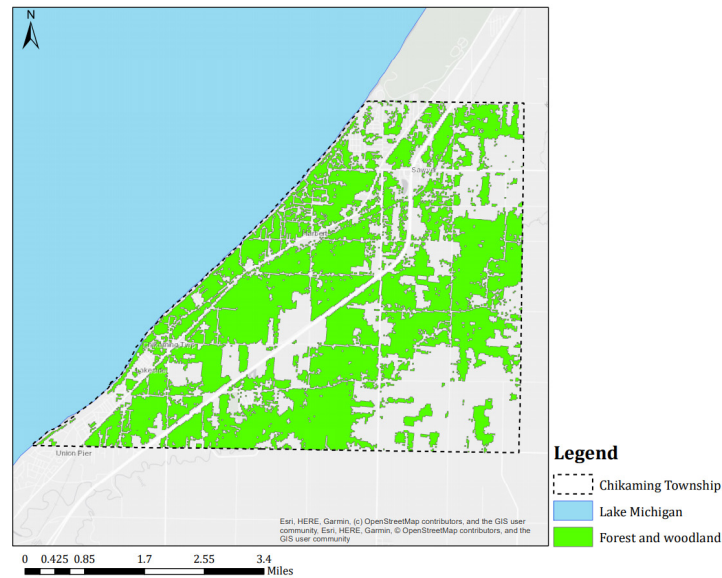 N
Sawyer
Harbert
Chikaming Twp
Lakeside
Union Pier
Esri, HERE, Garmin, (c) OpenStreetMap contributors, and the GIS user
community, Esri, HERE, Garmin, © OpenStreetMap contributors, and the
GIS user community
0 0.425 0.85 1.7 2.55 3.4
Miles
Legend
Chikaming Township
Lake Michigan
Forest and woodland